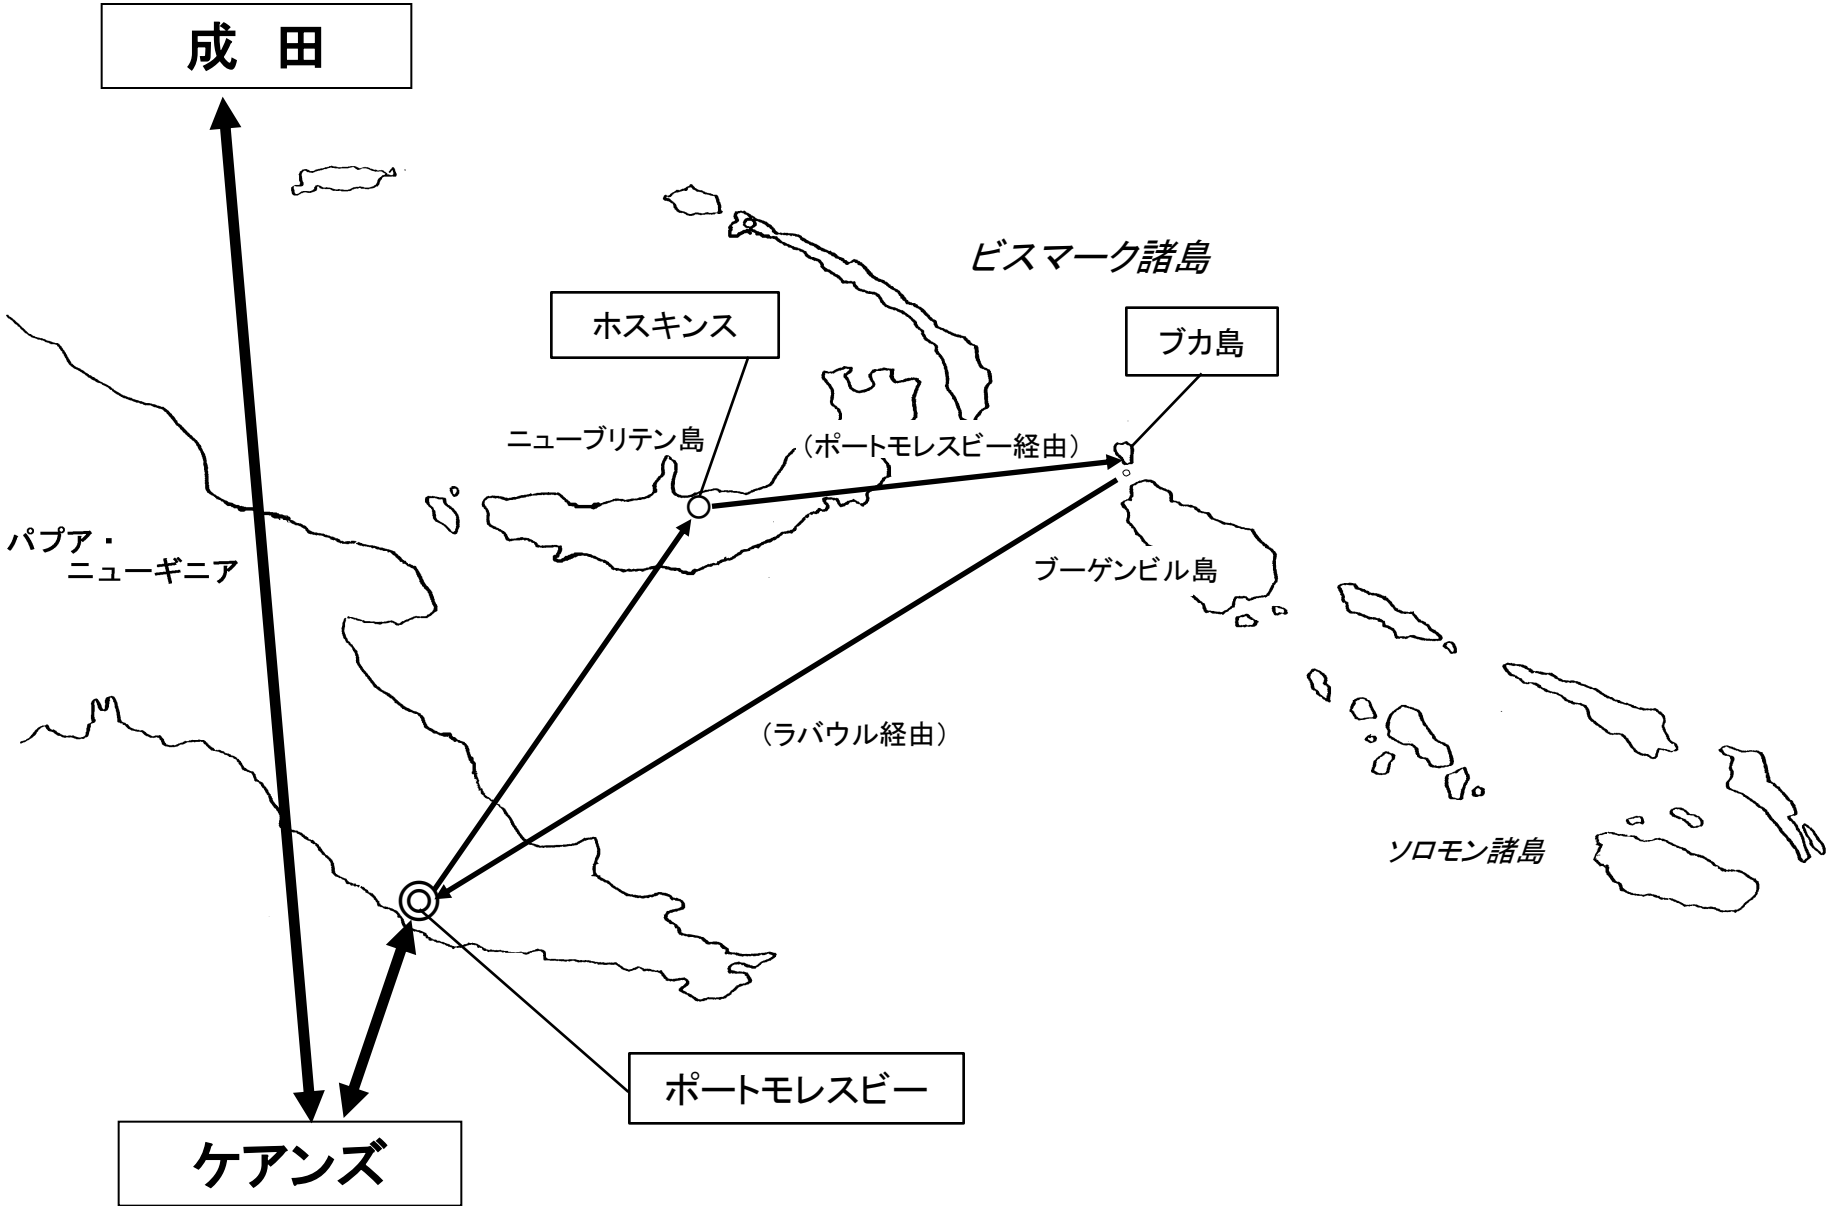 成　田
ビスマーク諸島
ホスキンス
ブカ島
ニューブリテン島
（ポートモレスビー経由）
パプア・
ニューギニア
ブーゲンビル島
（ラバウル経由）
ソロモン諸島
ポートモレスビー
ケアンズ